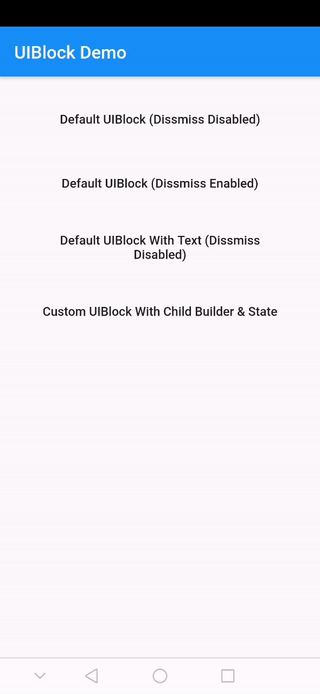 UIBlock Demo
Default UIBlock (Dissmiss Disabled)
Default UIBlock (Dissmiss Enabled)
Default UIBlock With Text (Dissmiss
Disabled)
Custom UIBlock With Child Builder & State